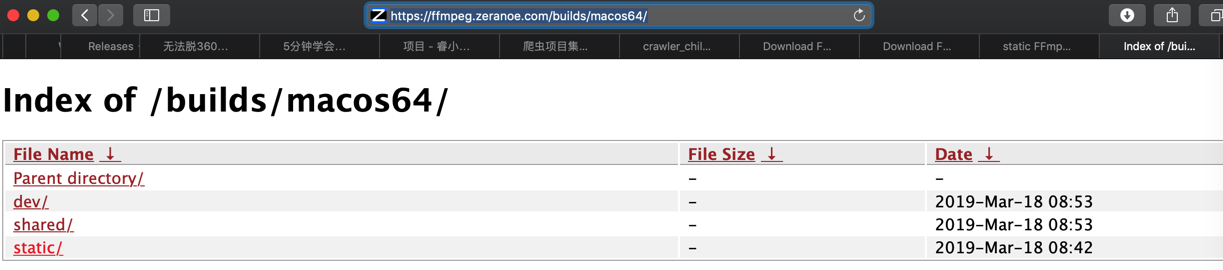 https://ffmpeg.zeranoe.com/builds/macos64/
Releases 无法脱360... 5分钟学会... 项目 - 睿小... 爬虫项目集... crawler_chil... Download F... Download F... static FFmp... Index of /bui...
Index of /builds/macos64/
File Name ↓ File Size ↓ Date ↓
Parent directory/ - -
dev/ - 2019-Mar-18 08:53
shared/ - 2019-Mar-18 08:53
static/ - 2019-Mar-18 08:42